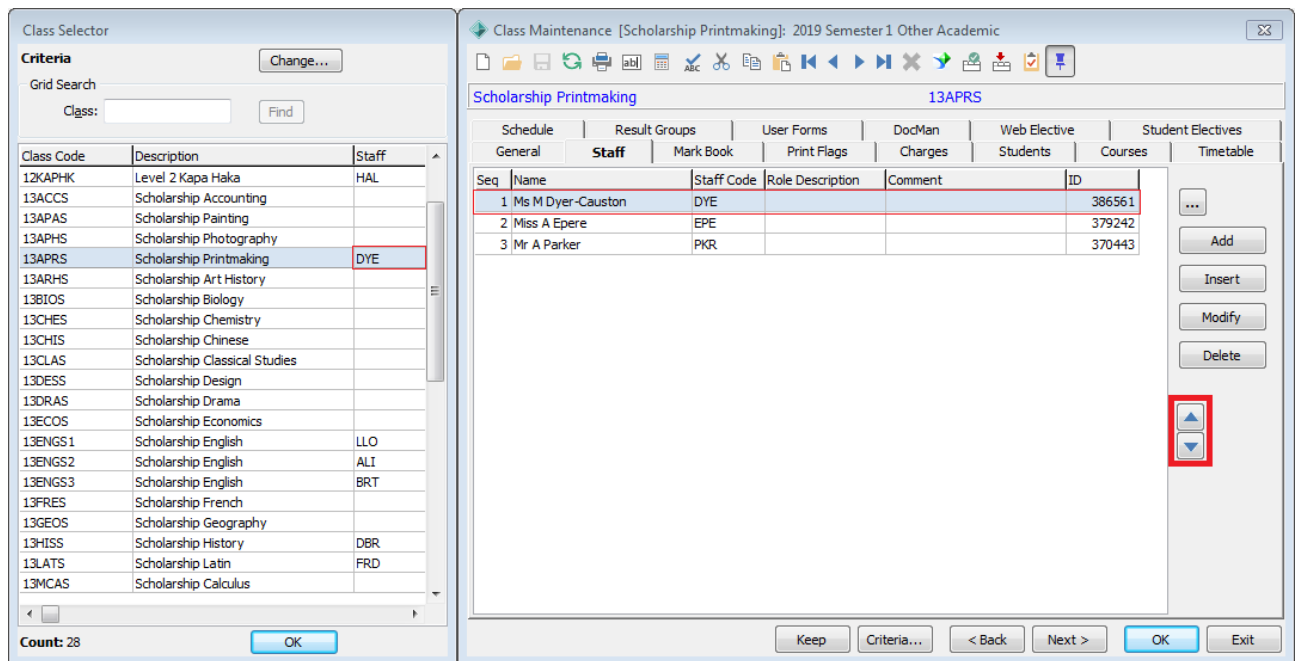 Class Selector
Criteria
Change...
Grid Search
Class:
Find
Class Code Description Staff
12KAPHK Level 2 Kapa Haka HAL
13ACCS Scholarship Accounting
13APAS Scholarship Painting
13APHS Scholarship Photography
13APRS Scholarship Printmaking DYE
13ARHS Scholarship Art History
13BIOS Scholarship Biology
13CHES Scholarship Chemistry
13CHIS Scholarship Chinese
13CLAS Scholarship Classical Studies
13DESS Scholarship Design
13DRAS Scholarship Drama
13ECOS Scholarship Economics
13ENGS1 Scholarship English LLO
13ENGS2 Scholarship English ALI
13ENGS3 Scholarship English BRT
13FRES Scholarship French
13GEOS Scholarship Geography
13HISS Scholarship History DBR
13LATS Scholarship Latin FRD
13MCAS Scholarship Calculus
Count: 28
OK
Class Maintenance [Scholarship Printmaking]: 2019 Semester 1 Other Academic
abl ABC
Scholarship Printmaking 13APRS
Schedule Result Groups User Forms DocMan Web Elective Student Electives
General Staff Mark Book Print Flags Charges Students Courses Timetable
Seq Name Staff Code Role Description Comment ID
1 Ms M Dyer-Causton DYE 386561
2 Miss A Epere EPE 379242
3 Mr A Parker PKR 370443
...
Add
Insert
Modify
Delete
Keep Criteria... < Back Next > OK Exit